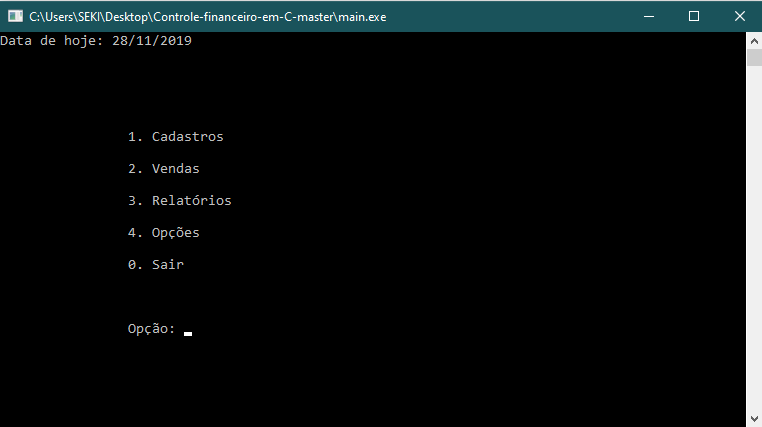 C:\Users\SEKI\Desktop\Controle-financeiro-em-C-master\main.exe
Data de hoje: 28/11/2019
1. Cadastros
2. Vendas
3. Relatórios
4. Opções
0. Sair
Opção: